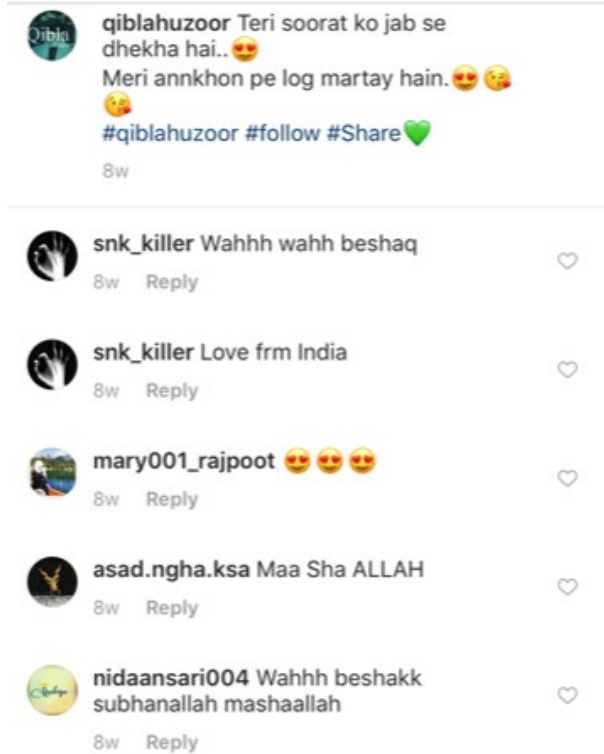 Qibla
qiblahuzoor Teri soorat ko jab se
dhekha hai..😍
Meri annkhon pe log martay hain.😍😘
😘
#qiblahuzoor #follow #Share💚
8w
snk_killer Wahhh wahh beshaq
8w Reply
snk_killer Love frm India
8w Reply
mary001_rajpoot 😍😍😍
8w Reply
asad.ngha.ksa Maa Sha ALLAH
8w Reply
nidaansari004 Wahhh beshakk
subhanallah mashaallah
8w Reply